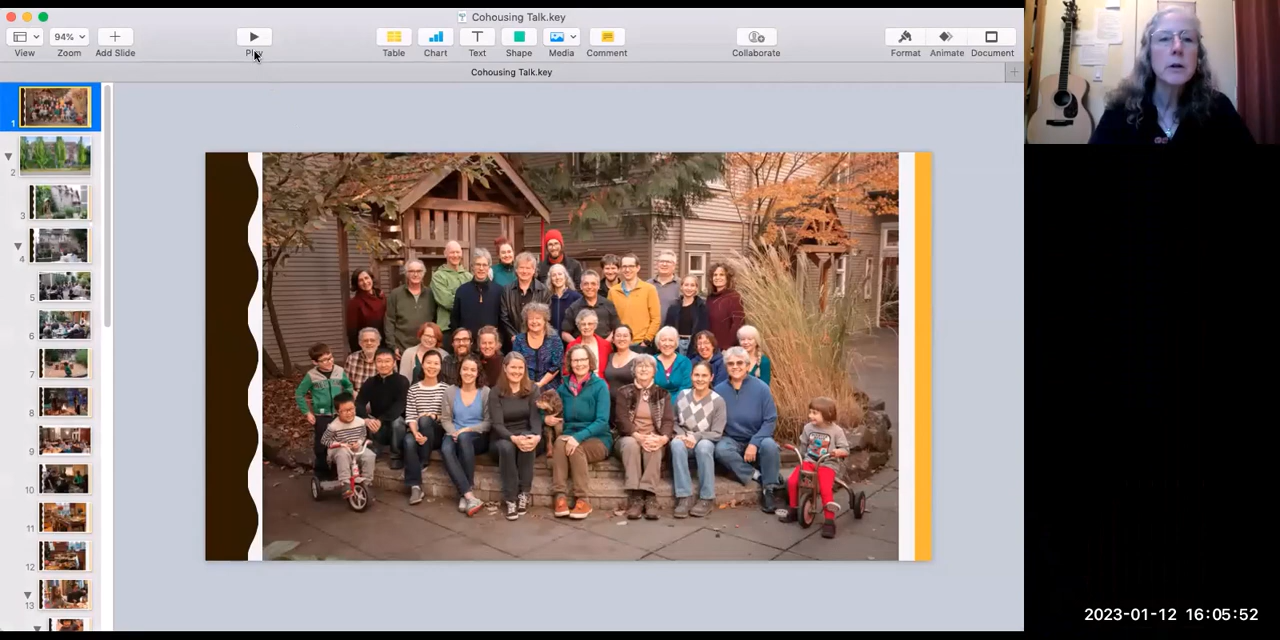 Cohousing Talk.key
94%
View
Zoom
Add Slide
Play
Table
Chart
Text
Shape
Media
Comment
Collaborate
Format
Animate
Document
Cohousing Talk.key
1
2
3
4
5
6
7
8
9
10
11
12
13
2023-01-12 16:05:52